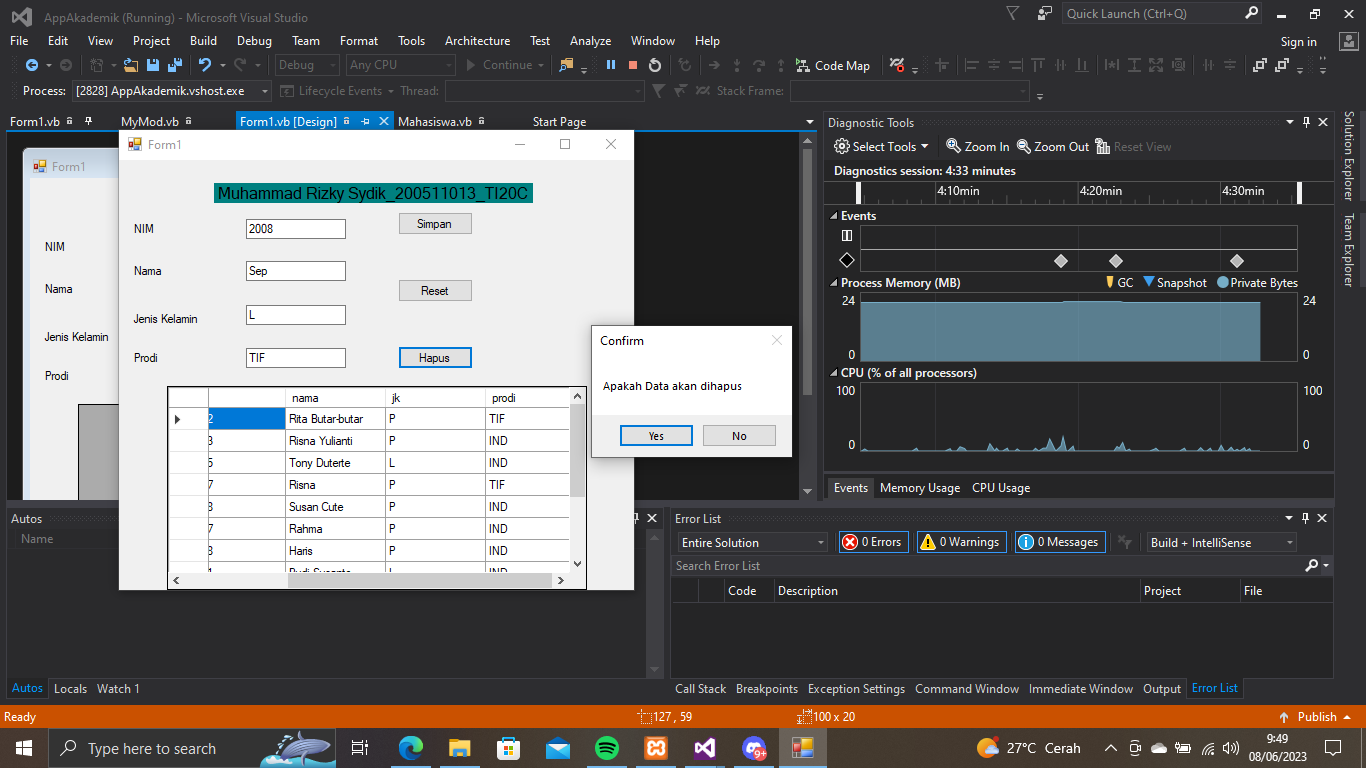 AppAkademik (Running) - Microsoft Visual Studio
Quick Launch (Ctrl+Q)
File Edit View Project Build Debug Team Format Tools Architecture Test Analyze Window Help
Sign in
Debug Any CPU Continue Code Map
Process: [2828] AppAkademik.vshost.exe Lifecycle Events Thread: Stack Frame:
Form1.vb MyMod.vb Form1.vb [Design] Mahasiswa.vb Start Page
Form1
NIM
Nama
Jenis Kelamin
Prodi
Form1
Muhammad Rizky Sydik_200511013_TI20C
NIM 2008 Simpan
Nama Sep
Reset
Jenis Kelamin L
Prodi TIF Hapus
nama jk prodi
2 Rita Butar-butar P TIF
3 Risna Yulianti P IND
5 Tony Duterte L IND
7 Risna P TIF
3 Susan Cute P IND
7 Rahma P IND
3 Haris P IND
Confirm
Apakah Data akan dihapus
Yes No
Diagnostic Tools
Select Tools Zoom In Zoom Out Reset View
Diagnostics session: 4:33 minutes
4:10min 4:20min 4:30min
Events
Process Memory (MB) GC Snapshot Private Bytes
24 24
0 0
CPU (% of all processors)
100 100
0 0
Events Memory Usage CPU Usage
Solution Explorer
Team Explorer
Autos
Name
Autos Locals Watch 1
Error List
Entire Solution 0 Errors 0 Warnings 0 Messages Build + IntelliSense
Search Error List
Code Description Project File
Call Stack Breakpoints Exception Settings Command Window Immediate Window Output Error List
Ready 127 , 59 100 x 20 Publish
Type here to search
9+
27°C Cerah
9:49
08/06/2023